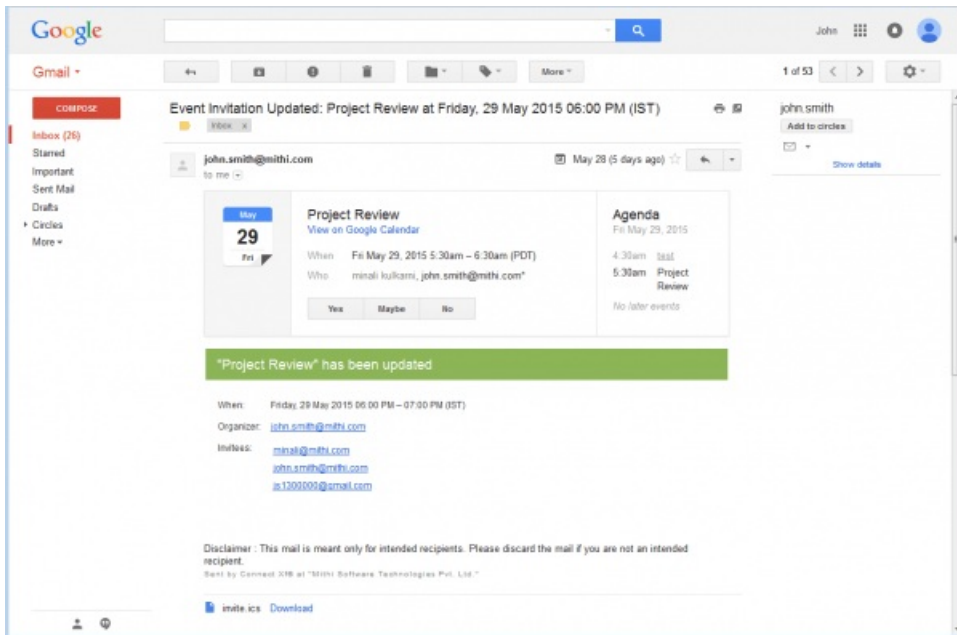 Google
John
Gmail
More
1 of 53
COMPOSE
Inbox (26)
Starred
Important
Sent Mail
Drafts
Circles
More
Event Invitation Updated: Project Review at Friday, 29 May 2015 06:00 PM (IST)
Inbox x
john.smith@mithi.com
to me
May 28 (5 days ago)
john.smith
Add to circles
Show details
May
29
Fri
Project Review
View on Google Calendar
When Fri May 29, 2015 5:30am – 6:30am (PDT)
Who minali kulkarni, john.smith@mithi.com*
Yes Maybe No
Agenda
Fri May 29, 2015
4:30am test
5:30am Project
Review
No later events
"Project Review" has been updated
When: Friday, 29 May 2015 06:00 PM – 07:00 PM (IST)
Organizer: john.smith@mithi.com
Invitees: minali@mithi.com
john.smith@mithi.com
js1300000@gmail.com
Disclaimer : This mail is meant only for intended recipients. Please discard the mail if you are not an intended
recipient.
Sent by Connect Xf6 at "Mithi Software Technologies Pvt. Ltd."
invite.ics Download